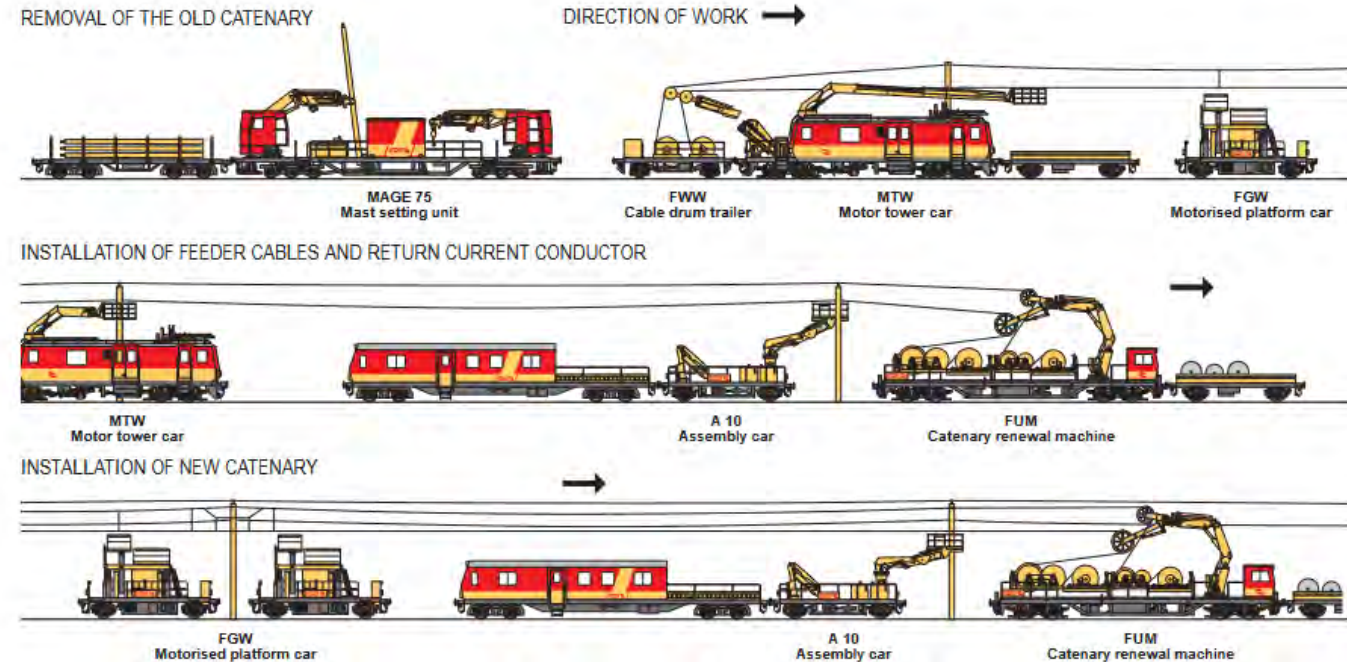 REMOVAL OF THE OLD CATENARY
DIRECTION OF WORK
MAGE 75
Mast setting unit
FWW
Cable drum trailer
MTW
Motor tower car
FGW
Motorised platform car
INSTALLATION OF FEEDER CABLES AND RETURN CURRENT CONDUCTOR
MTW
Motor tower car
A 10
Assembly car
FUM
Catenary renewal machine
INSTALLATION OF NEW CATENARY
FGW
Motorised platform car
A 10
Assembly car
FUM
Catenary renewal machine